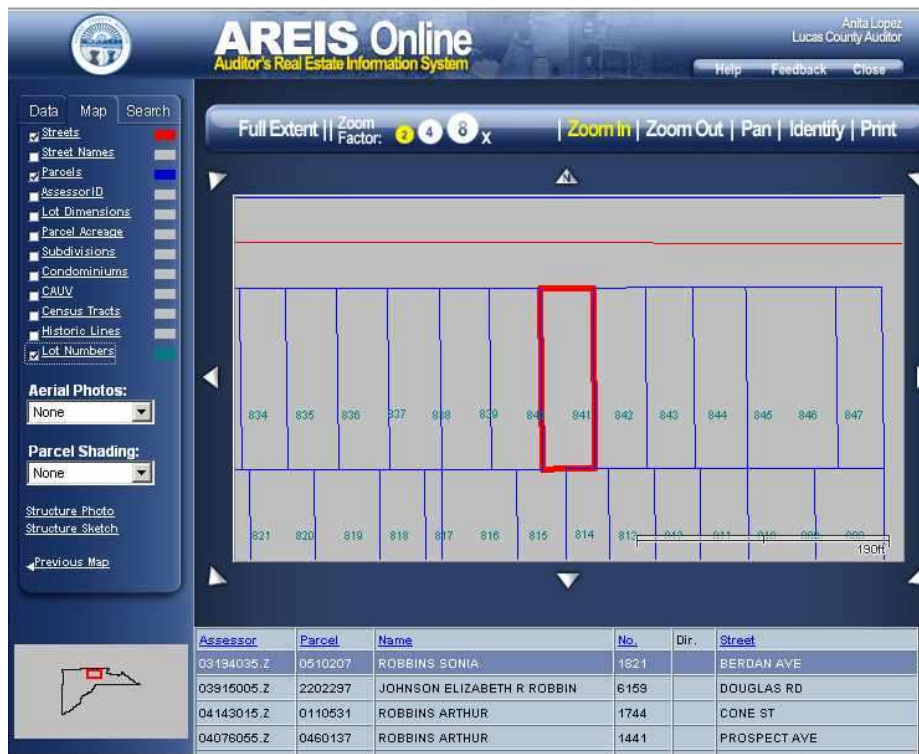 AREIS Online
Auditor's Real Estate Information System
Anita Lopez
Lucas County Auditor
Help Feedback Close
Data Map Search
Streets
Street Names
Parcels
AssessorID
Lot Dimensions
Parcel Acreage
Subdivisions
Condominiums
CAUV
Census Tracts
Historic Lines
Lot Numbers
Aerial Photos:
None
Parcel Shading:
None
Structure Photo
Structure Sketch
Previous Map
Full Extent || Zoom Factor: 2 4 8 x | Zoom In | Zoom Out | Pan | Identify | Print
N
834 835 836 837 838 839 840 841 842 843 844 845 846 847
821 820 819 818 817 816 815 814 813
190ft
Assessor Parcel Name No. Dir. Street
03194035.Z 0510207 ROBBINS SONIA 1821 BERDAN AVE
03915005.Z 2202297 JOHNSON ELIZABETH R ROBBIN 6159 DOUGLAS RD
04143015.Z 0110531 ROBBINS ARTHUR 1744 CONE ST
04076055.Z 0460137 ROBBINS ARTHUR 1441 PROSPECT AVE